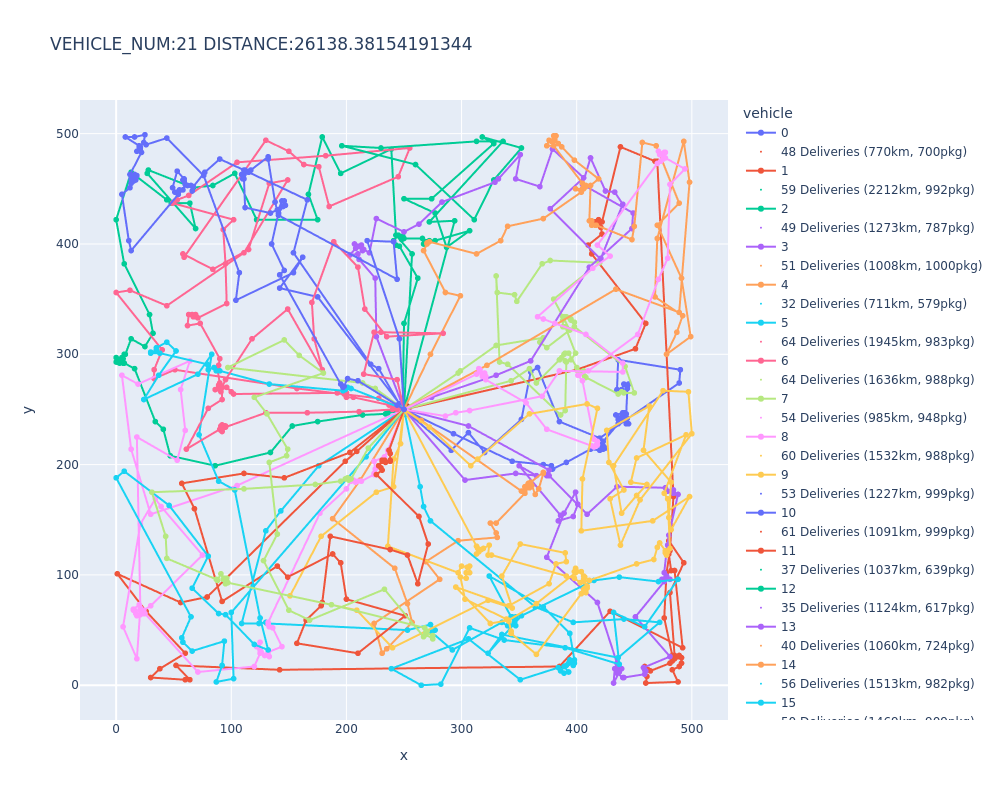 VEHICLE_NUM:21 DISTANCE:26138.38154191344
vehicle
0
48 Deliveries (770km, 700pkg)
1
59 Deliveries (2212km, 992pkg)
2
49 Deliveries (1273km, 787pkg)
3
51 Deliveries (1008km, 1000pkg)
4
32 Deliveries (711km, 579pkg)
5
64 Deliveries (1945km, 983pkg)
6
64 Deliveries (1636km, 988pkg)
7
54 Deliveries (985km, 948pkg)
8
60 Deliveries (1532km, 988pkg)
9
53 Deliveries (1227km, 999pkg)
10
61 Deliveries (1091km, 999pkg)
11
37 Deliveries (1037km, 639pkg)
12
35 Deliveries (1124km, 617pkg)
13
40 Deliveries (1060km, 724pkg)
14
56 Deliveries (1513km, 982pkg)
15
500
400
300
200
100
0
y
0 100 200 300 400 500
x